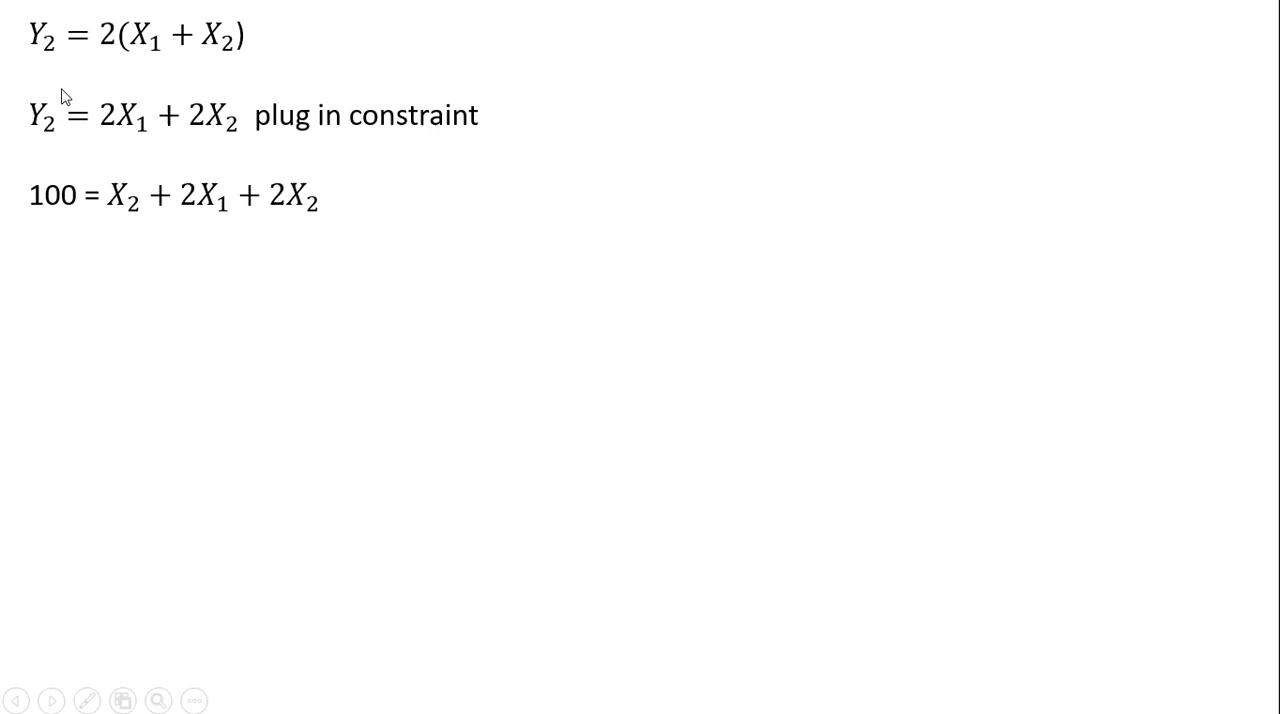 Y₂ = 2(X₁ + X₂)
Y₂ = 2X₁ + 2X₂ plug in constraint
100 = X₂ + 2X₁ + 2X₂